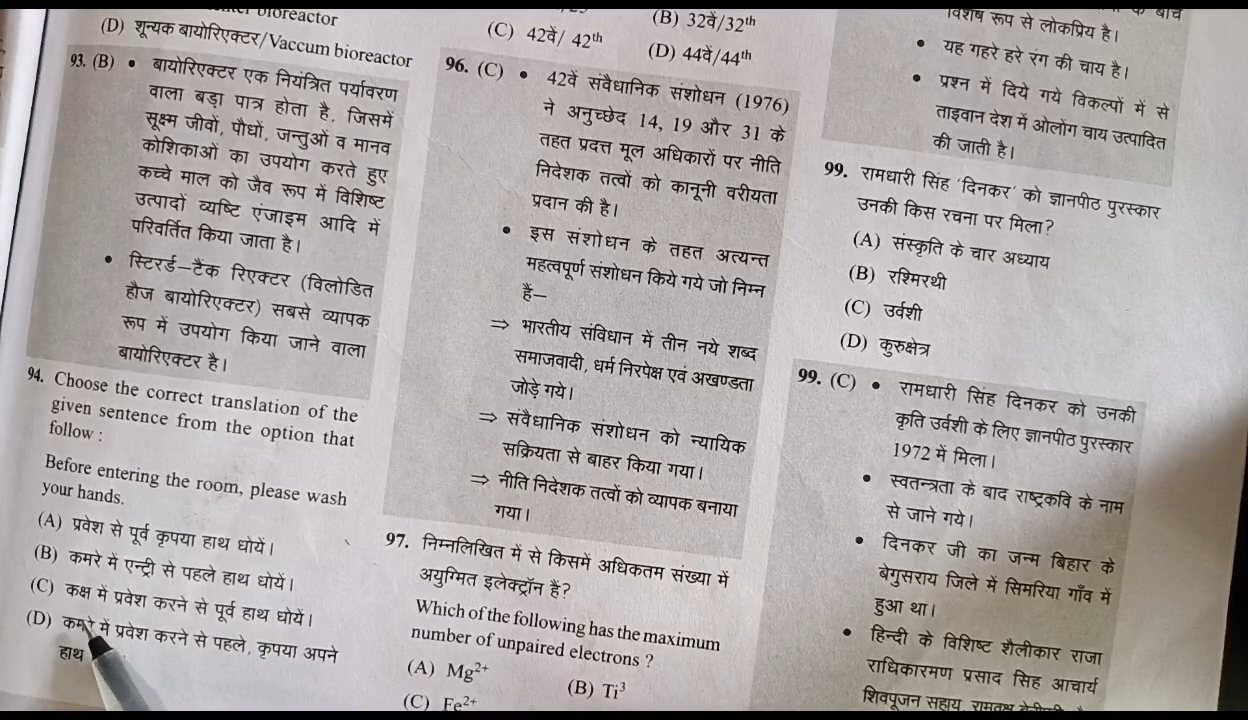 bioreactor
(D) शून्यक बायोरिएक्टर/Vaccum bioreactor
93. (B) • बायोरिएक्टर एक नियंत्रित पर्यावरण
वाला बड़ा पात्र होता है, जिसमें
सूक्ष्म जीवों, पौधों, जन्तुओं व मानव
कोशिकाओं का उपयोग करते हुए
कच्चे माल को जैव रूप में विशिष्ट
उत्पादों व्यष्टि एंजाइम आदि में
परिवर्तित किया जाता है।
• स्टिरर्ड–टैंक रिएक्टर (विलोडित
हौज बायोरिएक्टर) सबसे व्यापक
रूप में उपयोग किया जाने वाला
बायोरिएक्टर है।
94. Choose the correct translation of the
given sentence from the option that
follow :
Before entering the room, please wash
your hands.
(A) प्रवेश से पूर्व कृपया हाथ धोयें।
(B) कमरे में एन्ट्री से पहले हाथ धोयें।
(C) कक्ष में प्रवेश करने से पूर्व हाथ धोयें।
(D) कमरे में प्रवेश करने से पहले, कृपया अपने
हाथ
(B) 32वें/32th
(C) 42वें/ 42th
(D) 44वें/44th
96. (C) • 42वें संवैधानिक संशोधन (1976)
ने अनुच्छेद 14, 19 और 31 के
तहत प्रदत्त मूल अधिकारों पर नीति
निदेशक तत्वों को कानूनी वरीयता
प्रदान की है।
• इस संशोधन के तहत अत्यन्त
महत्वपूर्ण संशोधन किये गये जो निम्न
हैं–
⇒ भारतीय संविधान में तीन नये शब्द
समाजवादी, धर्म निरपेक्ष एवं अखण्डता
जोड़े गये।
⇒ संवैधानिक संशोधन को न्यायिक
सक्रियता से बाहर किया गया।
⇒ नीति निदेशक तत्वों को व्यापक बनाया
गया।
97. निम्नलिखित में से किसमें अधिकतम संख्या में
अयुग्मित इलेक्ट्रॉन हैं?
Which of the following has the maximum
number of unpaired electrons ?
(A) Mg2+
(B) Ti3
(C) Fe2+
विशेष रूप से लोकप्रिय है।
• यह गहरे हरे रंग की चाय है।
• प्रश्न में दिये गये विकल्पों में से
ताइवान देश में ओलोंग चाय उत्पादित
की जाती है।
99. रामधारी सिंह 'दिनकर' को ज्ञानपीठ पुरस्कार
उनकी किस रचना पर मिला?
(A) संस्कृति के चार अध्याय
(B) रश्मिरथी
(C) उर्वशी
(D) कुरुक्षेत्र
99. (C) • रामधारी सिंह दिनकर को उनकी
कृति उर्वशी के लिए ज्ञानपीठ पुरस्कार
1972 में मिला।
• स्वतन्त्रता के बाद राष्ट्रकवि के नाम
से जाने गये।
• दिनकर जी का जन्म बिहार के
बेगुसराय जिले में सिमरिया गाँव में
हुआ था।
• हिन्दी के विशिष्ट शैलीकार राजा
राधिकारमण प्रसाद सिंह आचार्य
शिवपूजन सहाय,